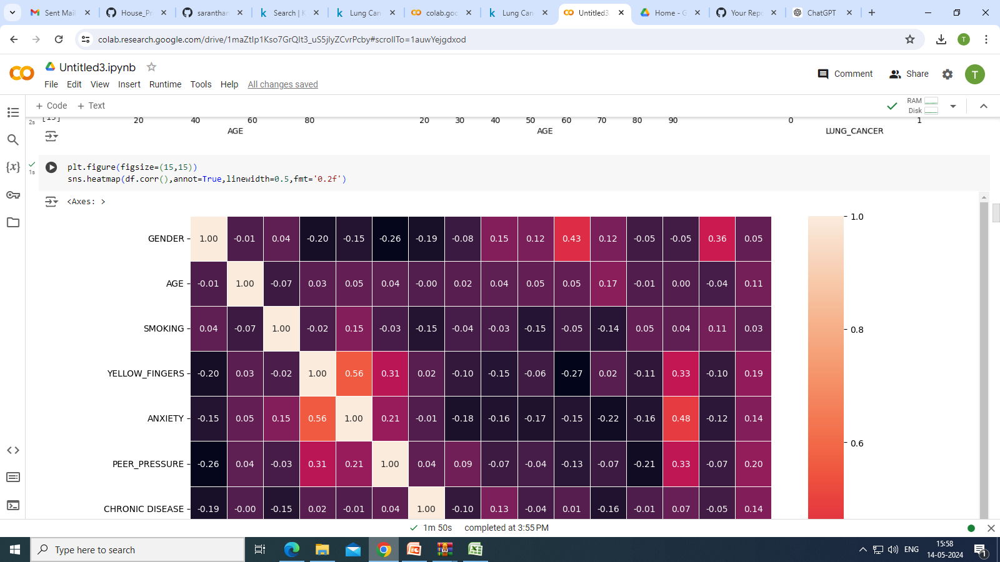 Sent Mail
House_Pr
saranthan
Search | K
Lung Can
colab.goo
Lung Can
Untitled3
Home - G
Your Repo
ChatGPT
colab.research.google.com/drive/1maZtIp1Kso7GrQIt3_uS5jIyZCvrPcby#scrollTo=1auwYejgdxod
T
Untitled3.ipynb
Comment
Share
T
File Edit View Insert Runtime Tools Help All changes saved
+ Code + Text
RAM
Disk
2s
20 40 60 80 20 30 40 50 60 70 80 90 0 1
AGE AGE LUNG_CANCER
1s
plt.figure(figsize=(15,15))
sns.heatmap(df.corr(),annot=True,linewidth=0.5,fmt='0.2f')
<Axes: >
1.0
GENDER 1.00 -0.01 0.04 -0.20 -0.15 -0.26 -0.19 -0.08 0.15 0.12 0.43 0.12 -0.05 -0.05 0.36 0.05
AGE -0.01 1.00 -0.07 0.03 0.05 0.04 -0.00 0.02 0.04 0.05 0.05 0.17 -0.01 0.00 -0.04 0.11
SMOKING 0.04 -0.07 1.00 -0.02 0.15 -0.03 -0.15 -0.04 -0.03 -0.15 -0.05 -0.14 0.05 0.04 0.11 0.03
0.8
YELLOW_FINGERS -0.20 0.03 -0.02 1.00 0.56 0.31 0.02 -0.10 -0.15 -0.06 -0.27 0.02 -0.11 0.33 -0.10 0.19
ANXIETY -0.15 0.05 0.15 0.56 1.00 0.21 -0.01 -0.18 -0.16 -0.17 -0.15 -0.22 -0.16 0.48 -0.12 0.14
0.6
PEER_PRESSURE -0.26 0.04 -0.03 0.31 0.21 1.00 0.04 0.09 -0.07 -0.04 -0.13 -0.07 -0.21 0.33 -0.07 0.20
CHRONIC DISEASE -0.19 -0.00 -0.15 0.02 -0.01 0.04 1.00 -0.10 0.13 -0.04 0.01 -0.16 -0.01 0.07 -0.05 0.14
1m 50s completed at 3:55 PM
Type here to search
ENG
15:58
14-05-2024
1